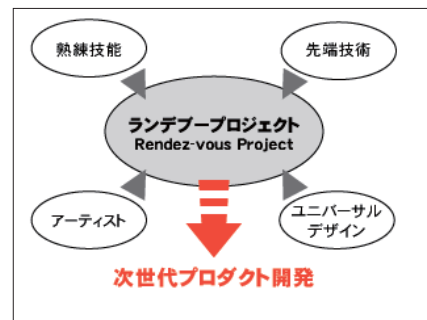 熟練技能
先端技術
ランデブープロジェクト
Rendez-vous Project
アーティスト
ユニバーサル
デザイン
次世代プロダクト開発